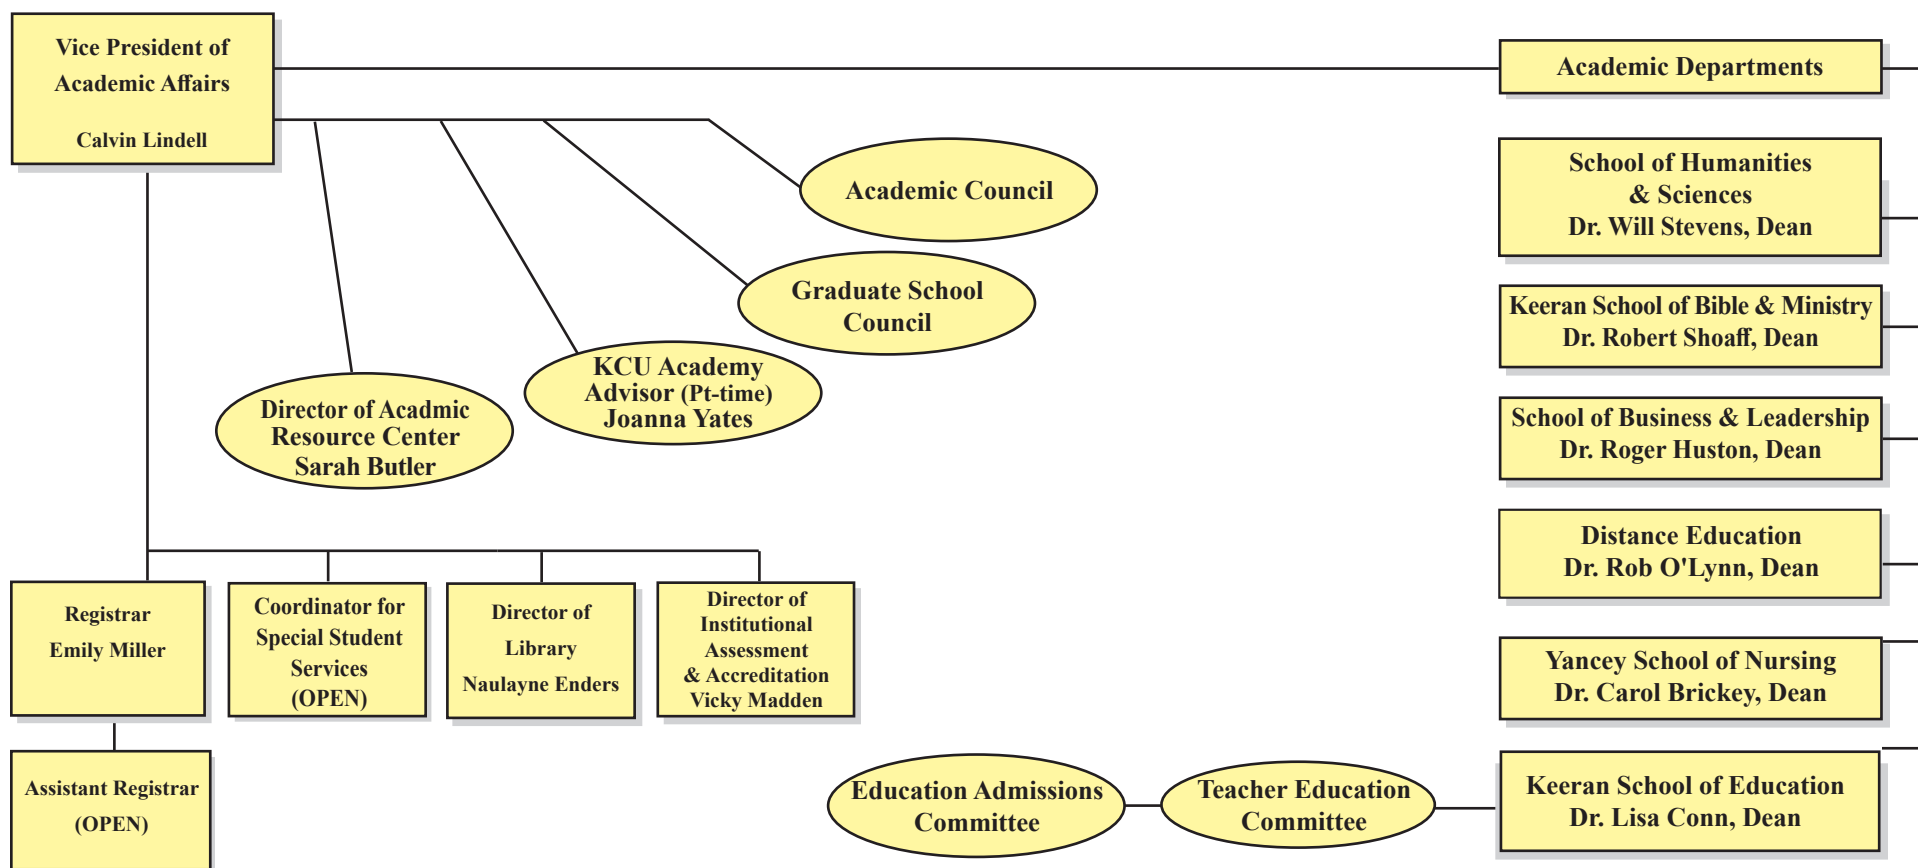 Vice President of
Academic Affairs
Calvin Lindell
Academic Departments
Academic Council
Graduate School
Council
KCU Academy
Advisor (Pt-time)
Joanna Yates
Director of Acadmic
Resource Center
Sarah Butler
School of Humanities
& Sciences
Dr. Will Stevens, Dean
Keeran School of Bible & Ministry
Dr. Robert Shoaff, Dean
School of Business & Leadership
Dr. Roger Huston, Dean
Distance Education
Dr. Rob O'Lynn, Dean
Yancey School of Nursing
Dr. Carol Brickey, Dean
Keeran School of Education
Dr. Lisa Conn, Dean
Registrar
Emily Miller
Coordinator for
Special Student
Services
(OPEN)
Director of
Library
Naulayne Enders
Director of
Institutional
Assessment
& Accreditation
Vicky Madden
Assistant Registrar
(OPEN)
Education Admissions
Committee
Teacher Education
Committee